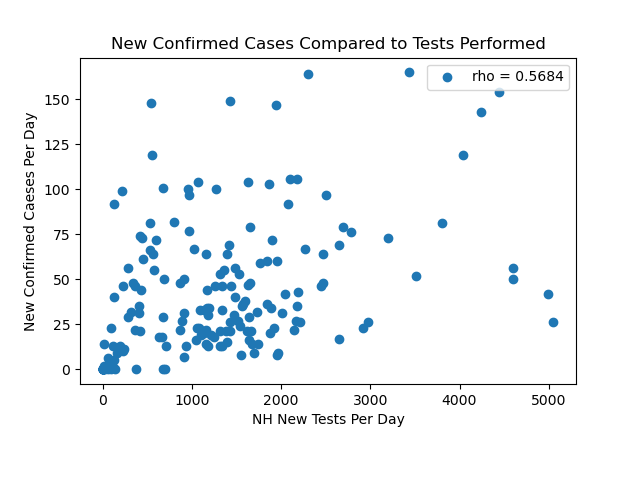 New Confirmed Cases Compared to Tests Performed
rho = 0.5684
New Confirmed Caeses Per Day
150
125
100
75
50
25
0
0 1000 2000 3000 4000 5000
NH New Tests Per Day